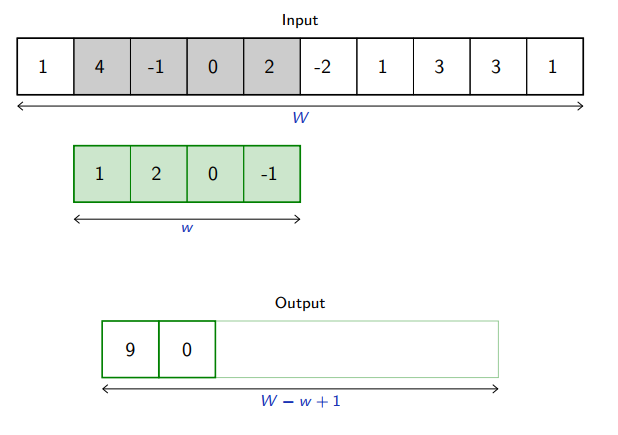 Input
1 4 -1 0 2 -2 1 3 3 1
W
1 2 0 -1
w
Output
9 0
W − w + 1